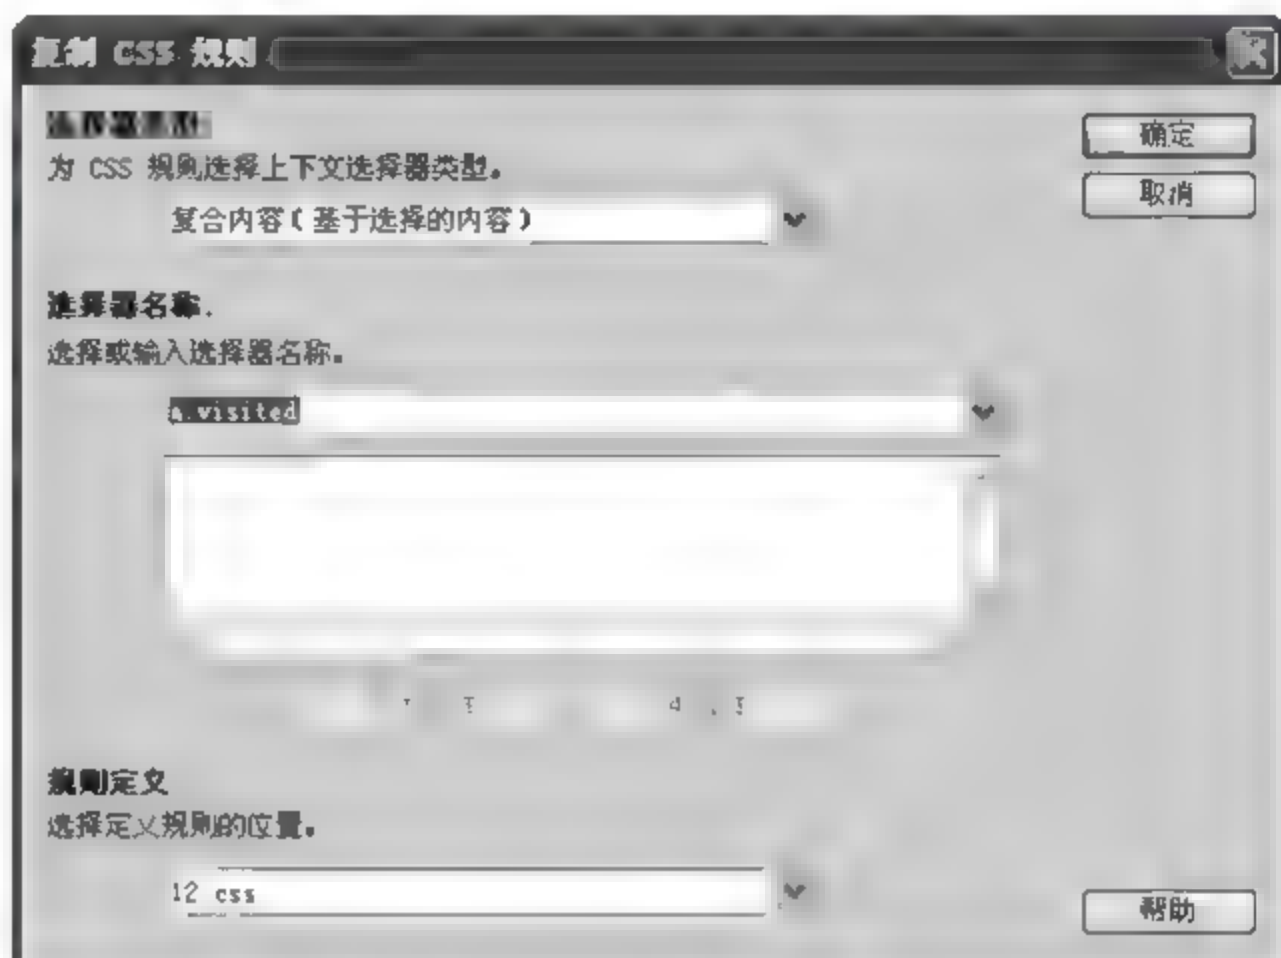 复制 CSS 规则
确定
为 CSS 规则选择上下文选择器类型。
取消
复合内容(基于选择的内容)
选择器名称:
选择或输入选择器名称。
a:visited
规则定义
选择定义规则的位置。
12 css
帮助